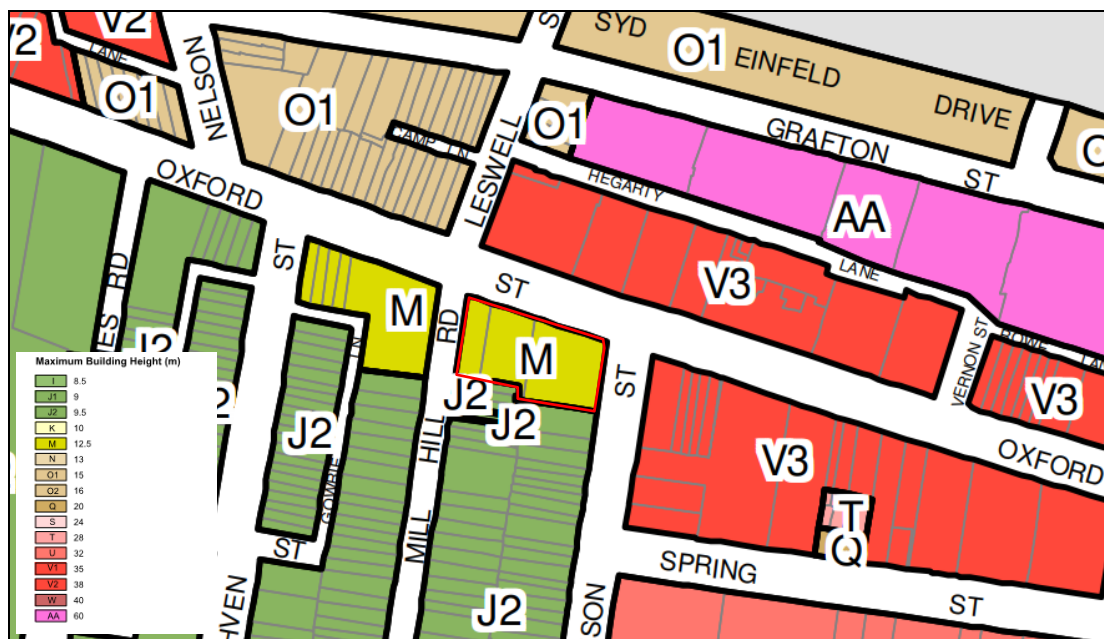 V2
V2
LANE
O1
NELSON
O1
CAMP LN
S
SYD EINFELD DRIVE
O1
O1
GRAFTON ST
LESWELL
HEGARTY LANE
AA
V3
OXFORD ST
ST
RD
M
RD
M
ST
J2
J2
J2
J2
LN
GOWRIE
ST
HVEN
MILL HILL
J2
SON
V3
T
Q
SPRING ST
VERNON ST
ROWE
V3
OXFORD
Maximum Building Height (m)
I 8.5
J1 9
J2 9.5
K 10
M 12.5
N 13
O1 15
O2 16
Q 20
S 24
T 28
U 32
V1 35
V2 38
W 40
AA 60